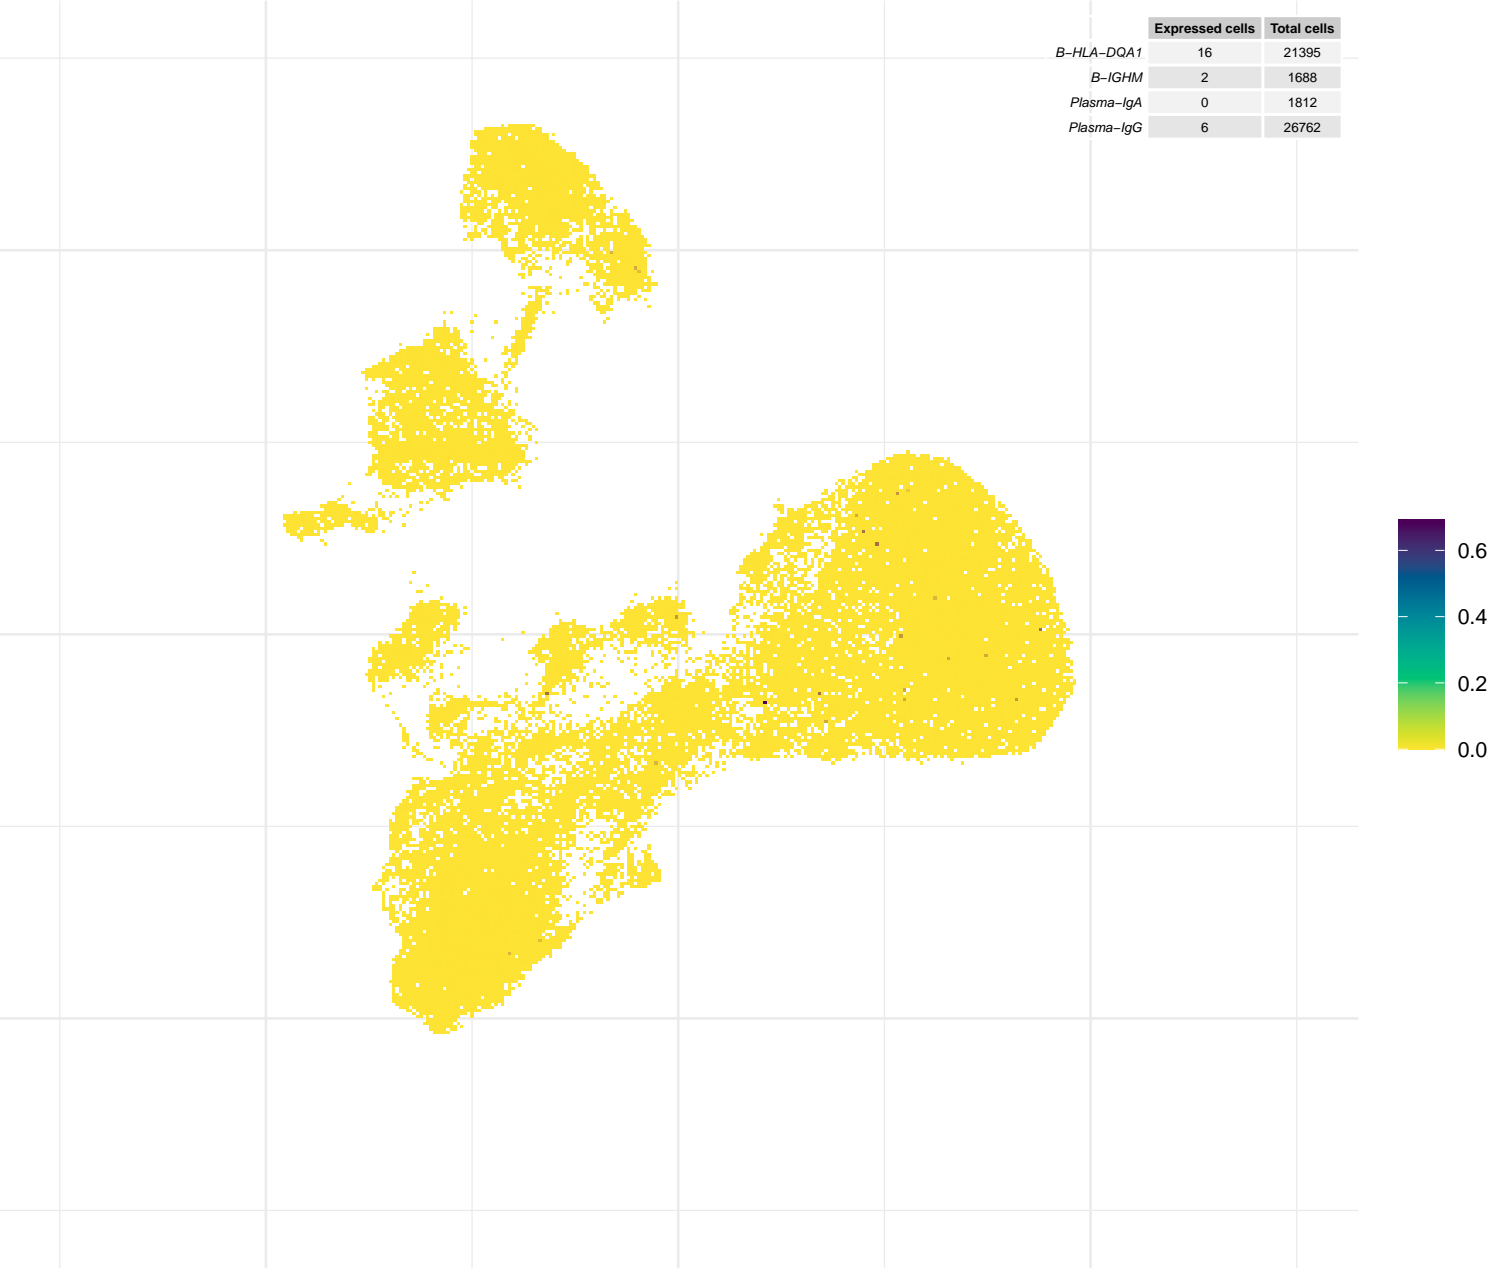 Expressed cells Total cells
B−HLA−DQA1 16 21395
B−IGHM 2 1688
Plasma−IgA 0 1812
Plasma−IgG 6 26762
0.6
0.4
0.2
0.0